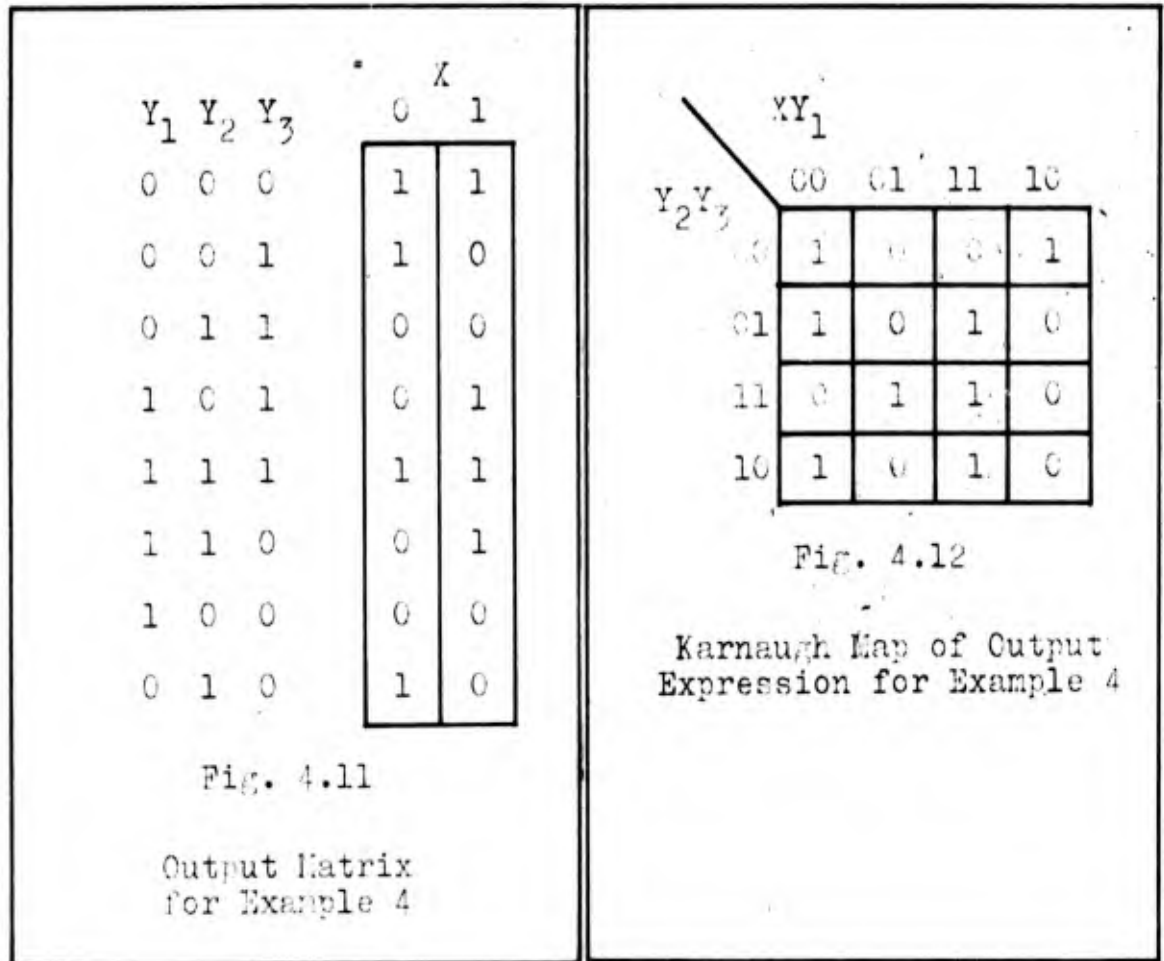 X
Y1 Y2 Y3 0 1
0 0 0 1 1
0 0 1 1 0
0 1 1 0 0
1 0 1 0 1
1 1 1 1 1
1 1 0 0 1
1 0 0 0 0
0 1 0 1 0
Fig. 4.11
Output Matrix
for Example 4
XY1
Y2Y3 00 01 11 10
00 1 0 0 1
01 1 0 1 0
11 0 1 1 0
10 1 0 1 0
Fig. 4.12
Karnaugh Map of Output
Expression for Example 4